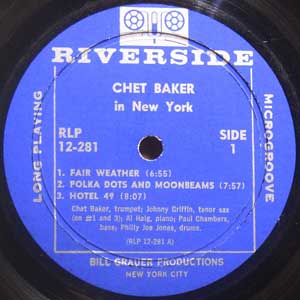 RIVERSIDE
CHET BAKER
in New York
LONG PLAYING
MICROGROOVE
RLP
12-281
SIDE
1
1. FAIR WEATHER (6:55)
2. POLKA DOTS AND MOONBEAMS (7:57)
3. HOTEL 49 (8:07)
Chet Baker, trumpet; Johnny Griffin, tenor sax
(on #1 and 3); Al Haig, piano; Paul Chambers,
bass; Philly Joe Jones, drums.
(RLP 12-281 A)
BILL GRAUER PRODUCTIONS
NEW YORK CITY